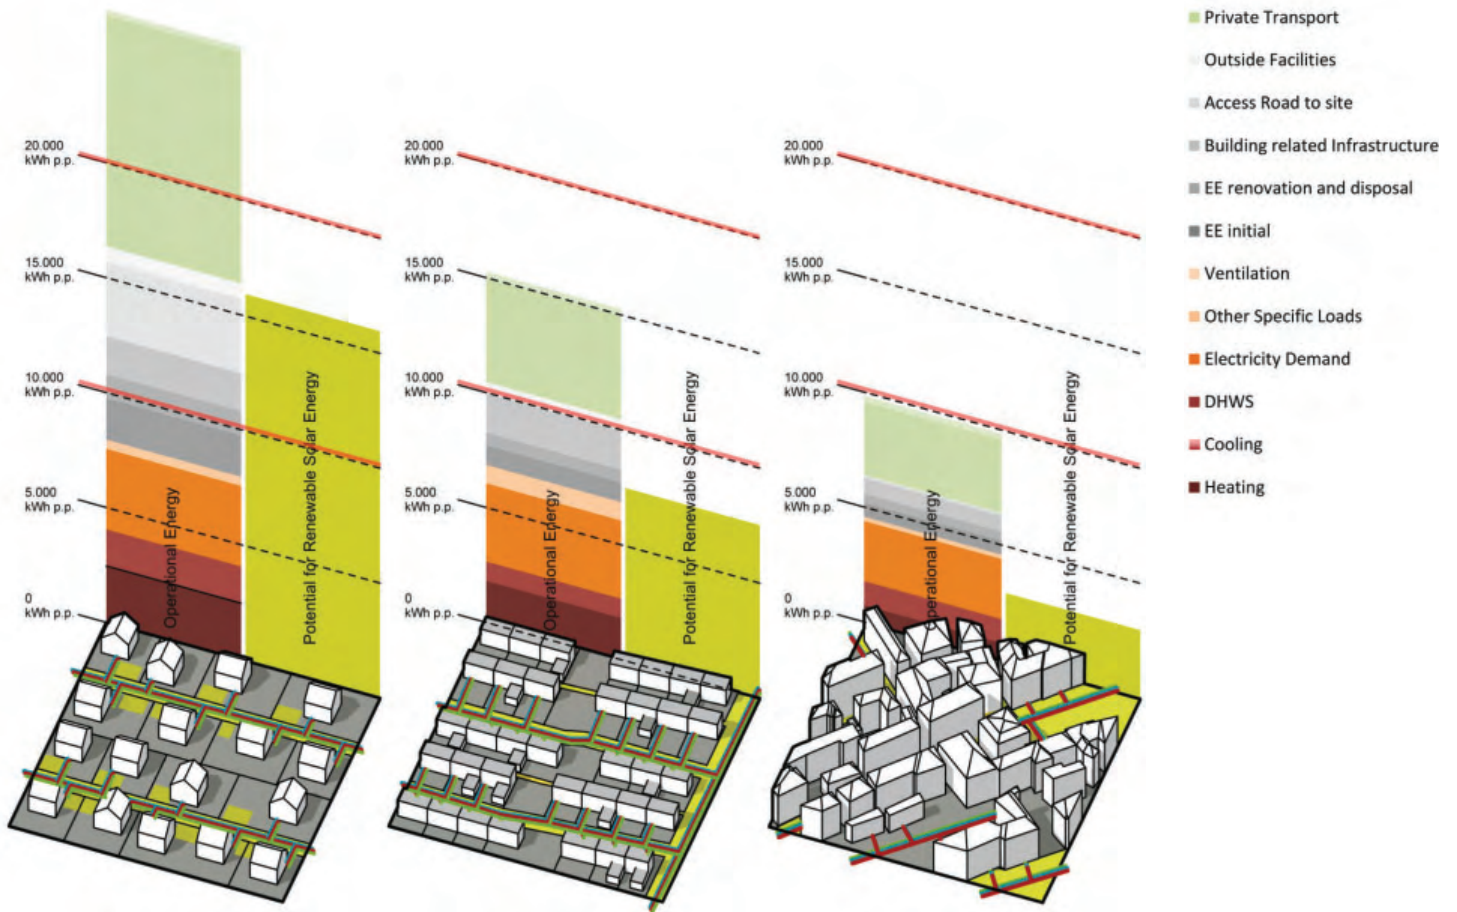 20.000
kWh p.p.
15.000
kWh p.p.
10.000
kWh p.p.
5.000
kWh p.p.
0
kWh p.p.
Operational Energy
Potential for Renewable Solar Energy
20.000
kWh p.p.
15.000
kWh p.p.
10.000
kWh p.p.
5.000
kWh p.p.
0
kWh p.p.
Operational Energy
Potential for Renewable Solar Energy
20.000
kWh p.p.
15.000
kWh p.p.
10.000
kWh p.p.
5.000
kWh p.p.
0
kWh p.p.
Operational Energy
Potential for Renewable Solar Energy
Private Transport
Outside Facilities
Access Road to site
Building related Infrastructure
EE renovation and disposal
EE initial
Ventilation
Other Specific Loads
Electricity Demand
DHWS
Cooling
Heating